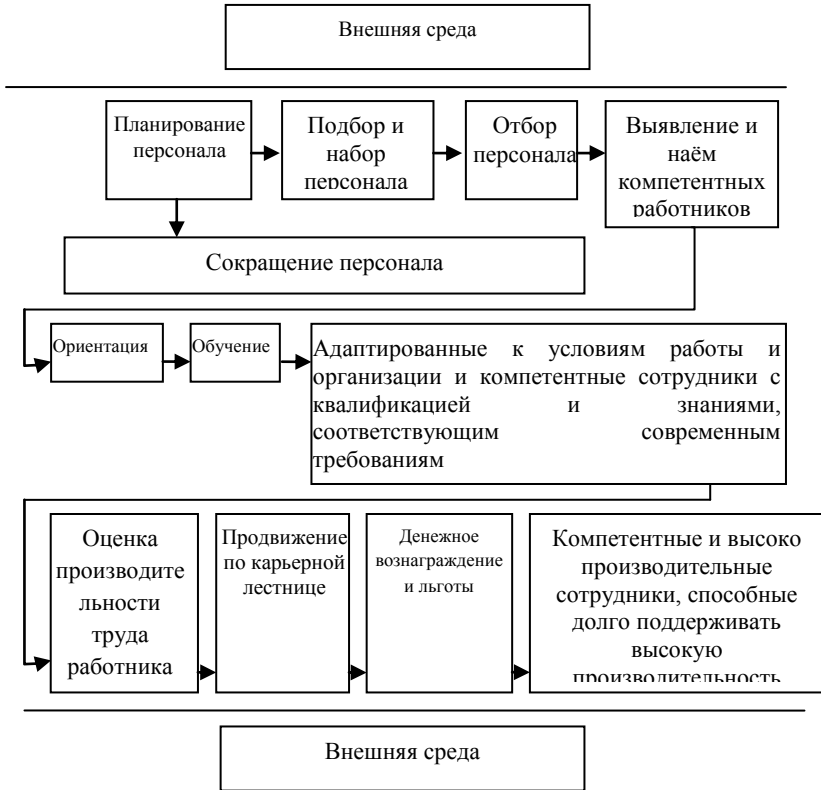 Внешняя среда
Планирование
персонала
Подбор и
набор
персонала
Отбор
персонала
Выявление и
наём
компетентных
работников
Сокращение персонала
Ориентация
Обучение
Адаптированные к условиям работы и
организации и компетентные сотрудники с
квалификацией и знаниями,
соответствующим современным
требованиям
Оценка
производите
льности
труда
работника
Продвижение
по карьерной
лестнице
Денежное
вознаграждение
и льготы
Компетентные и высоко
производительные
сотрудники, способные
долго поддерживать
высокую
производительность
Внешняя среда